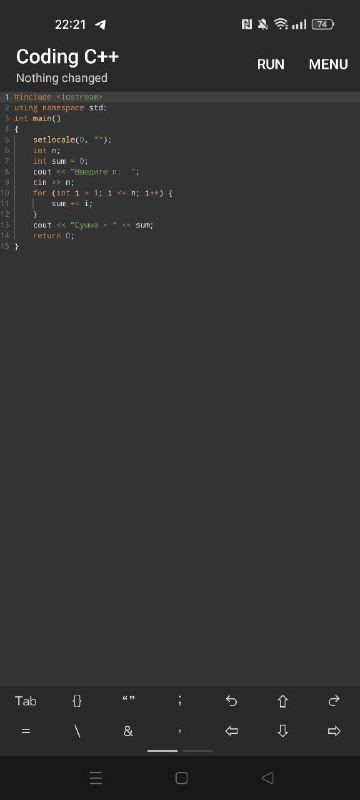 22:21
74
Coding C++
Nothing changed
RUN MENU
1 #include <iostream>
2 using namespace std;
3 int main()
4 {
5 setlocale(0, "");
6 int n;
7 int sum = 0;
8 cout << "Введите n:  ";
9 cin >> n;
10 for (int i = 1; i <= n; i++) {
11 sum += i;
12 }
13 cout << "Сумма = " << sum;
14 return 0;
15 }
Tab {} “” ;
= \ & ,